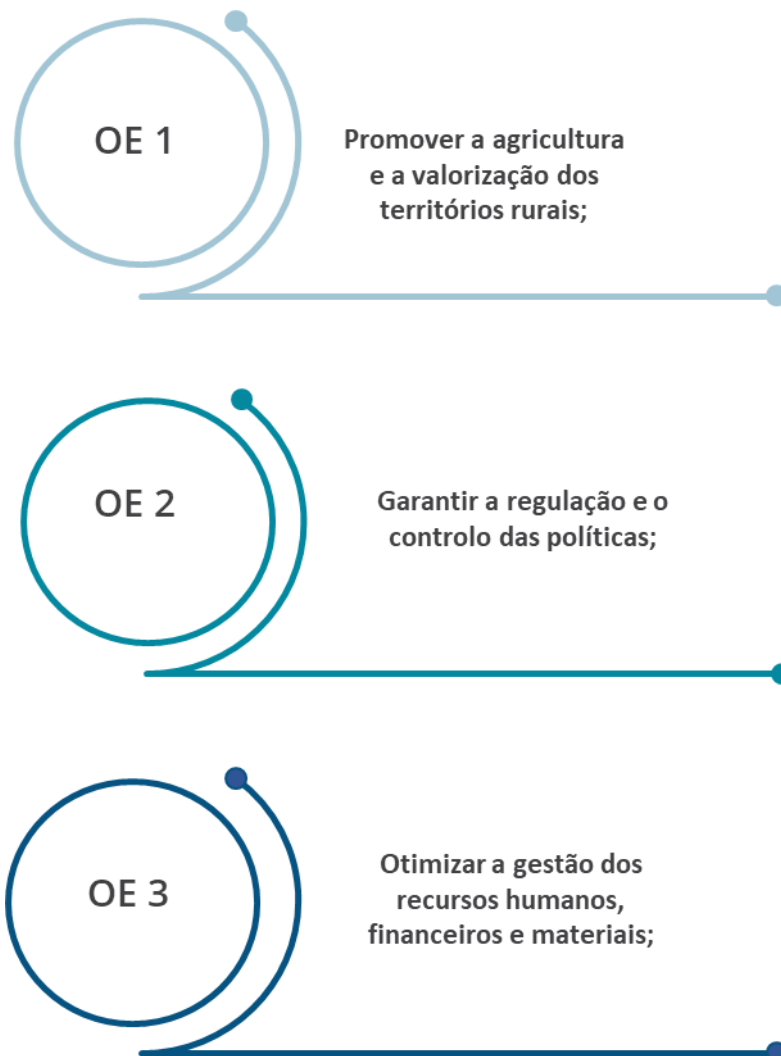 OE 1
Promover a agricultura
e a valorização dos
territórios rurais;
OE 2
Garantir a regulação e o
controlo das políticas;
OE 3
Otimizar a gestão dos
recursos humanos,
financeiros e materiais;